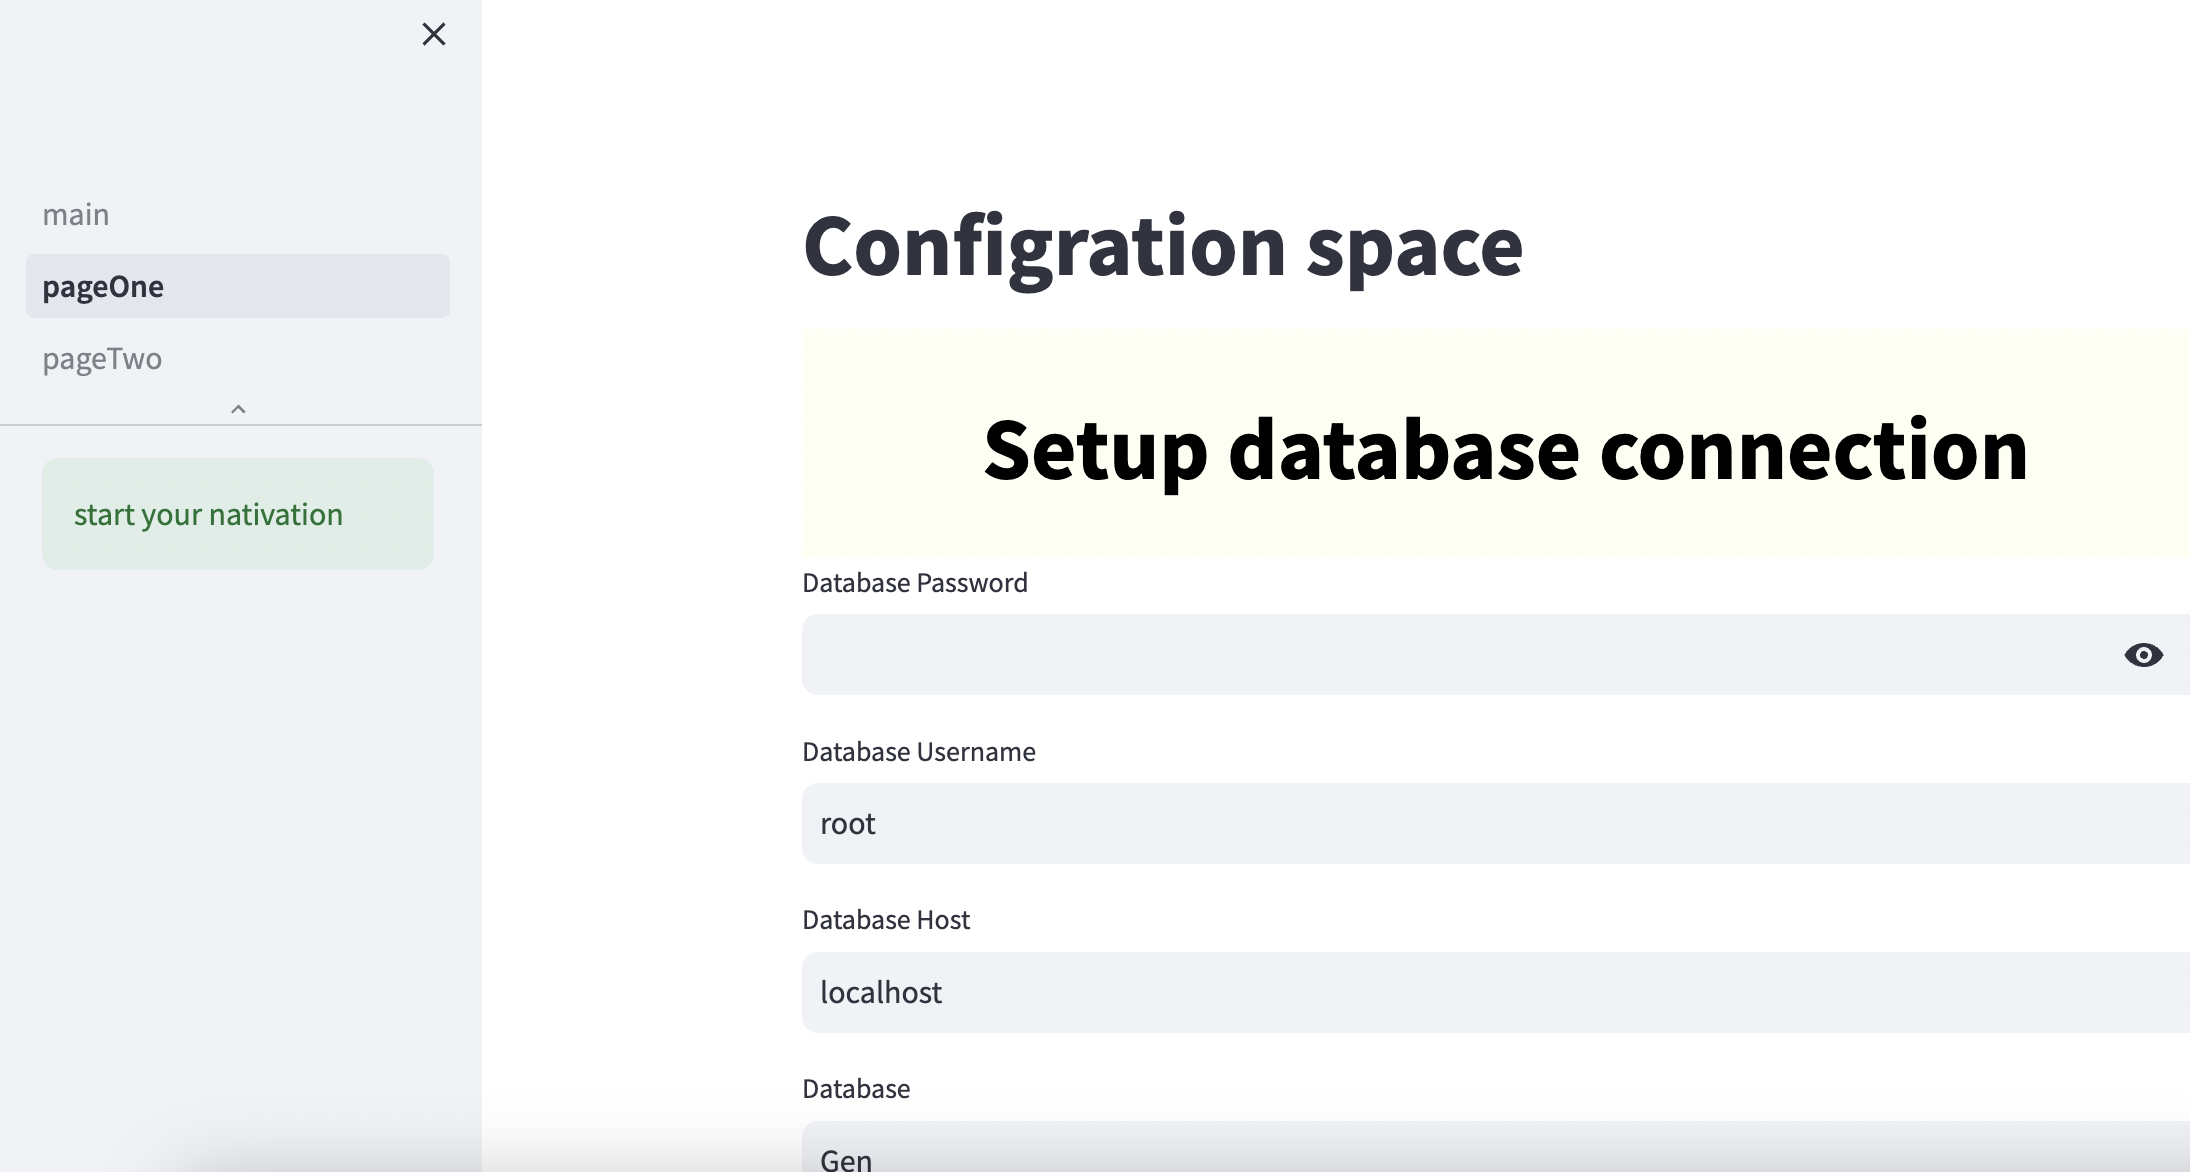 main
pageOne
pageTwo
start your nativation
Configration space
Setup database connection
Database Password
Database Username
root
Database Host
localhost
Database
Gen